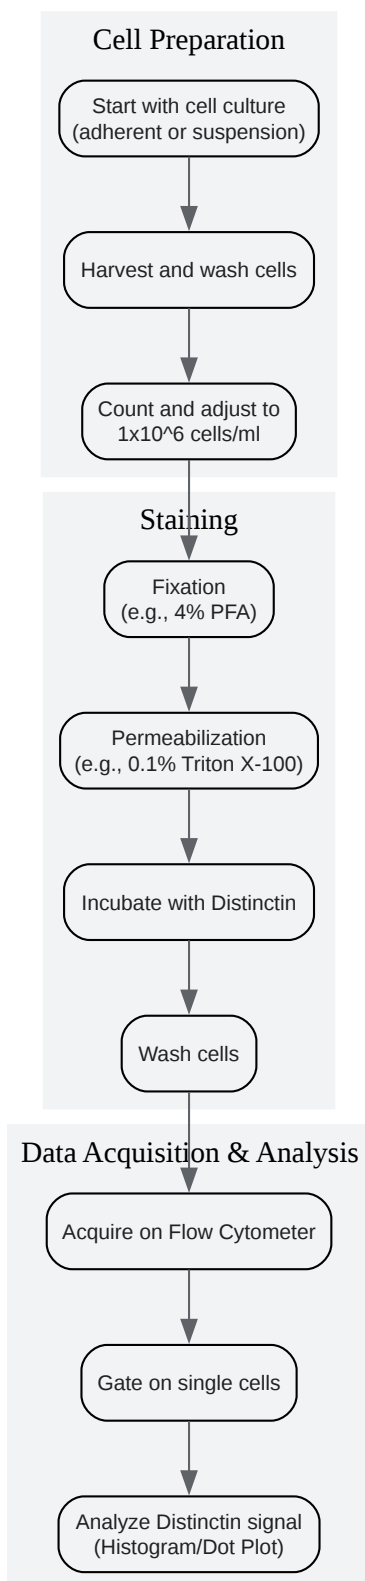 Cell Preparation
Start with cell culture
(adherent or suspension)
Harvest and wash cells
Count and adjust to
1x10^6 cells/ml
Staining
Fixation
(e.g., 4% PFA)
Permeabilization
(e.g., 0.1% Triton X-100)
Incubate with Distinctin
Wash cells
Data Acquisition & Analysis
Acquire on Flow Cytometer
Gate on single cells
Analyze Distinctin signal
(Histogram/Dot Plot)